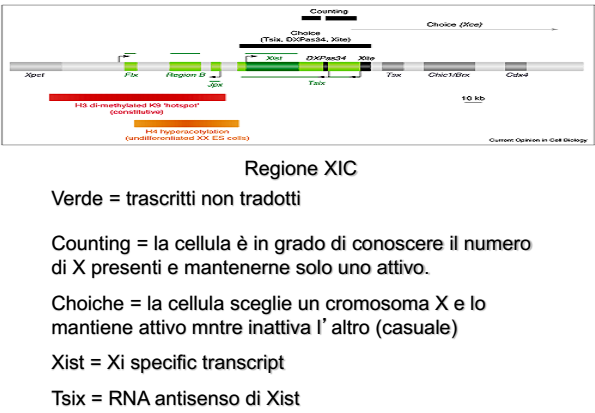 Counting
Choice
(Tsix, DXPas34, Xite)
Choice (Xce)
Xist
DXPas34
Xite
Xpct
Ftx
Region B
Jpx
Tsix
Tsx
Chic1/Brx
Cdx4
H3 di-methylated K9 'hotspot'
(constitutive)
10 kb
H4 hyperacetylation
(undifferentiated XX ES cells)
Current Opinion in Cell Biology
Regione XIC
Verde = trascritti non tradotti
Counting = la cellula è in grado di conoscere il numero
di X presenti e mantenerne solo uno attivo.
Choiche = la cellula sceglie un cromosoma X e lo
mantiene attivo mntre inattiva l’altro (casuale)
Xist = Xi specific transcript
Tsix = RNA antisenso di Xist